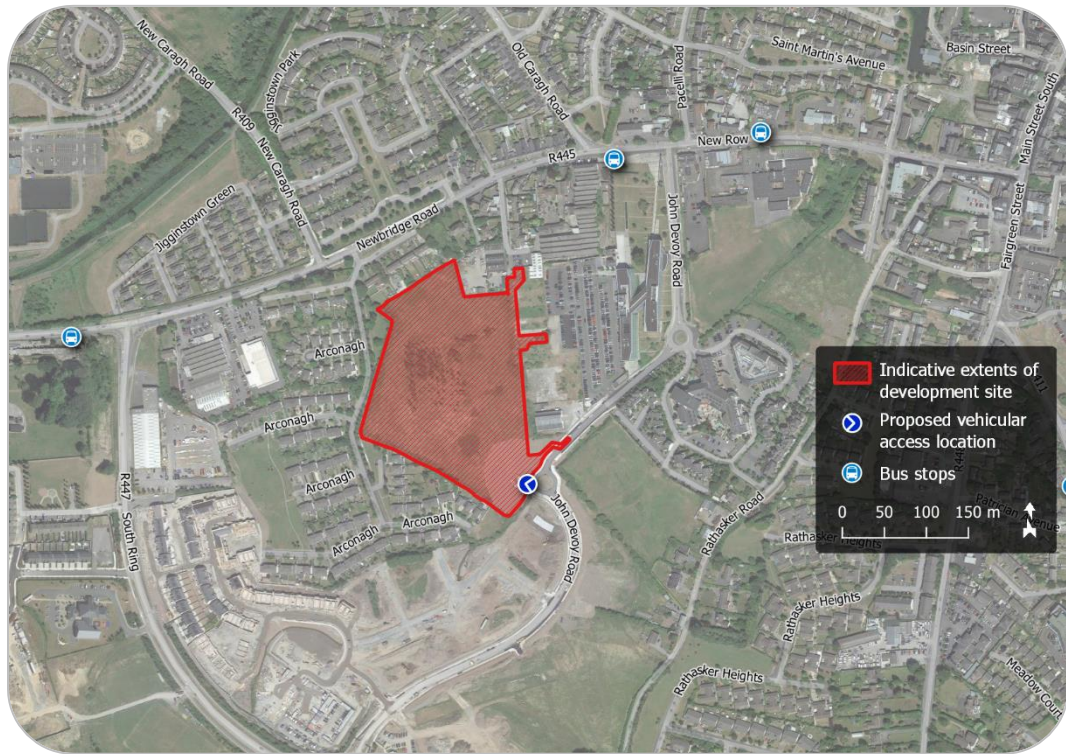 New Caragh Road
Jigginstown Park
Old Caragh Road
Pacelli Road
Saint Martin's Avenue
Basin Street
Main Street South
R409
New Caragh Road
R445
New Row
Jigginstown Green
Newbridge Road
John Devoy Road
Fairgreen Street
Arconagh
Arconagh
Arconagh
Arconagh
Arconagh
R447
South Ring
John Devoy Road
Rathasker Road
Indicative extents of
development site
Proposed vehicular
access location
Bus stops
0 50 100 150 m
Patrician Avenue
Rathasker Heights
Rathasker Heights
Rathasker Heights
Meadow Court